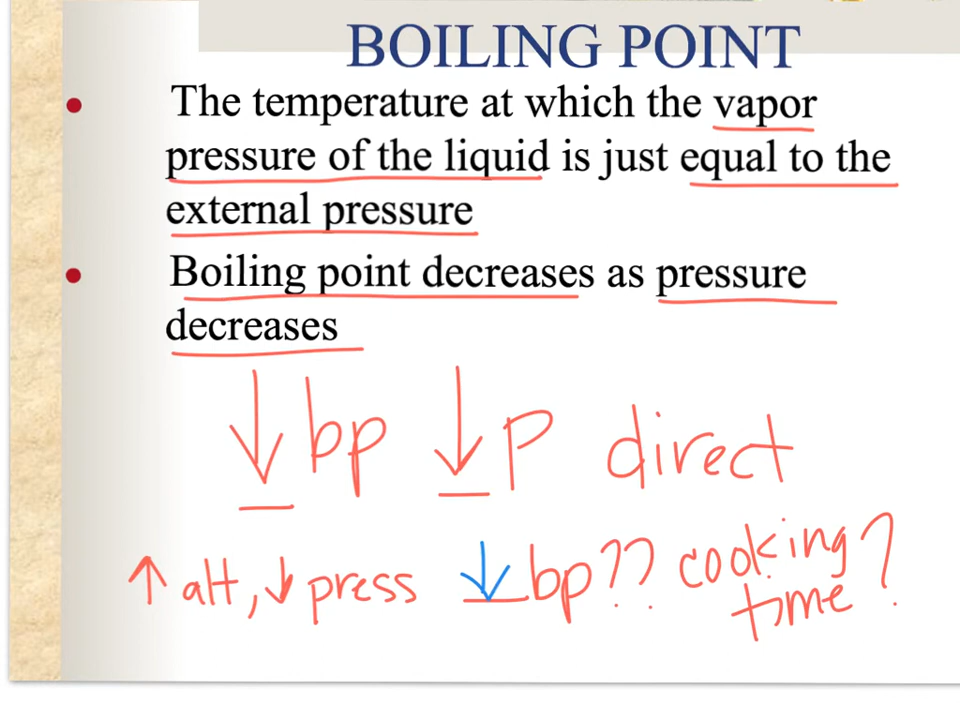 BOILING POINT
• The temperature at which the vapor
pressure of the liquid is just equal to the
external pressure
• Boiling point decreases as pressure
decreases
↓ bp ↓ P direct
↑ alt, ↓ press ↓ bp?? cooking
time?